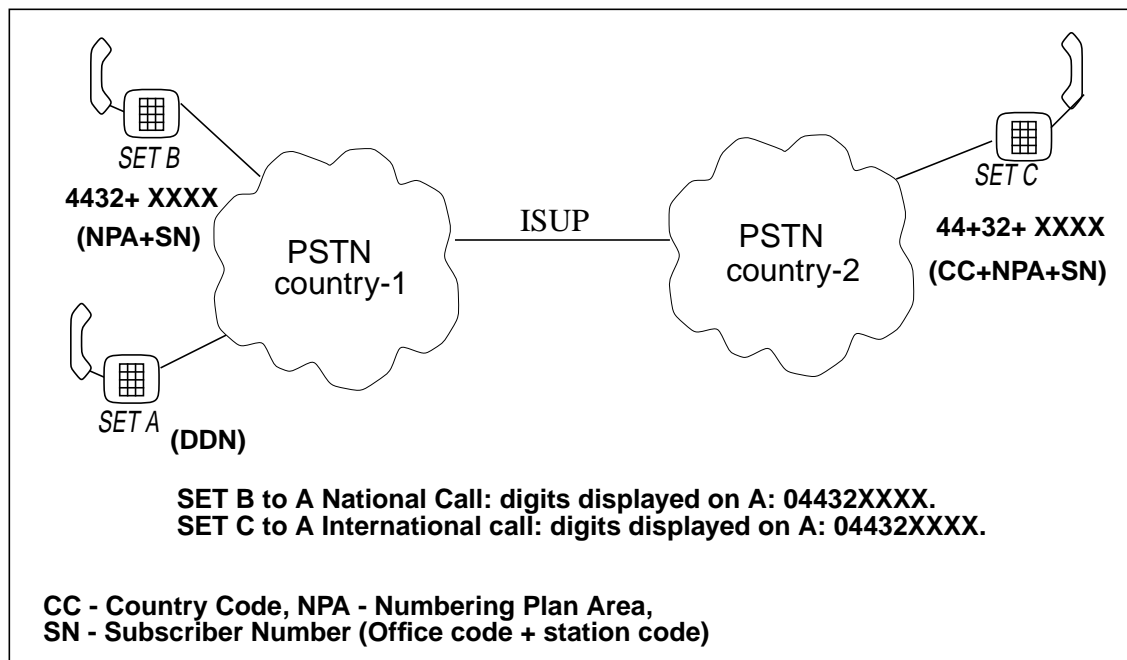 SET B
4432+ XXXX
(NPA+SN)
PSTN
country-1
ISUP
PSTN
country-2
SET C
44+32+ XXXX
(CC+NPA+SN)
SET A
(DDN)
SET B to A National Call: digits displayed on A: 04432XXXX.
SET C to A International call: digits displayed on A: 04432XXXX.
CC - Country Code, NPA - Numbering Plan Area,
SN - Subscriber Number (Office code + station code)